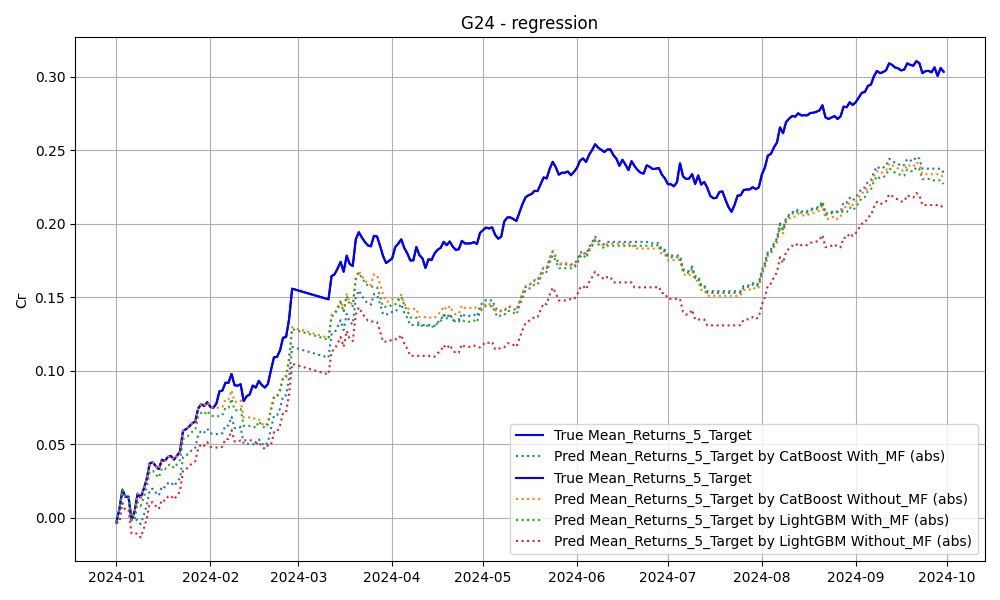 G24 - regression
Cr
0.30
0.25
0.20
0.15
0.10
0.05
0.00
True Mean_Returns_5_Target
Pred Mean_Returns_5_Target by CatBoost With_MF (abs)
True Mean_Returns_5_Target
Pred Mean_Returns_5_Target by CatBoost Without_MF (abs)
Pred Mean_Returns_5_Target by LightGBM With_MF (abs)
Pred Mean_Returns_5_Target by LightGBM Without_MF (abs)
2024-01 2024-02 2024-03 2024-04 2024-05 2024-06 2024-07 2024-08 2024-09 2024-10